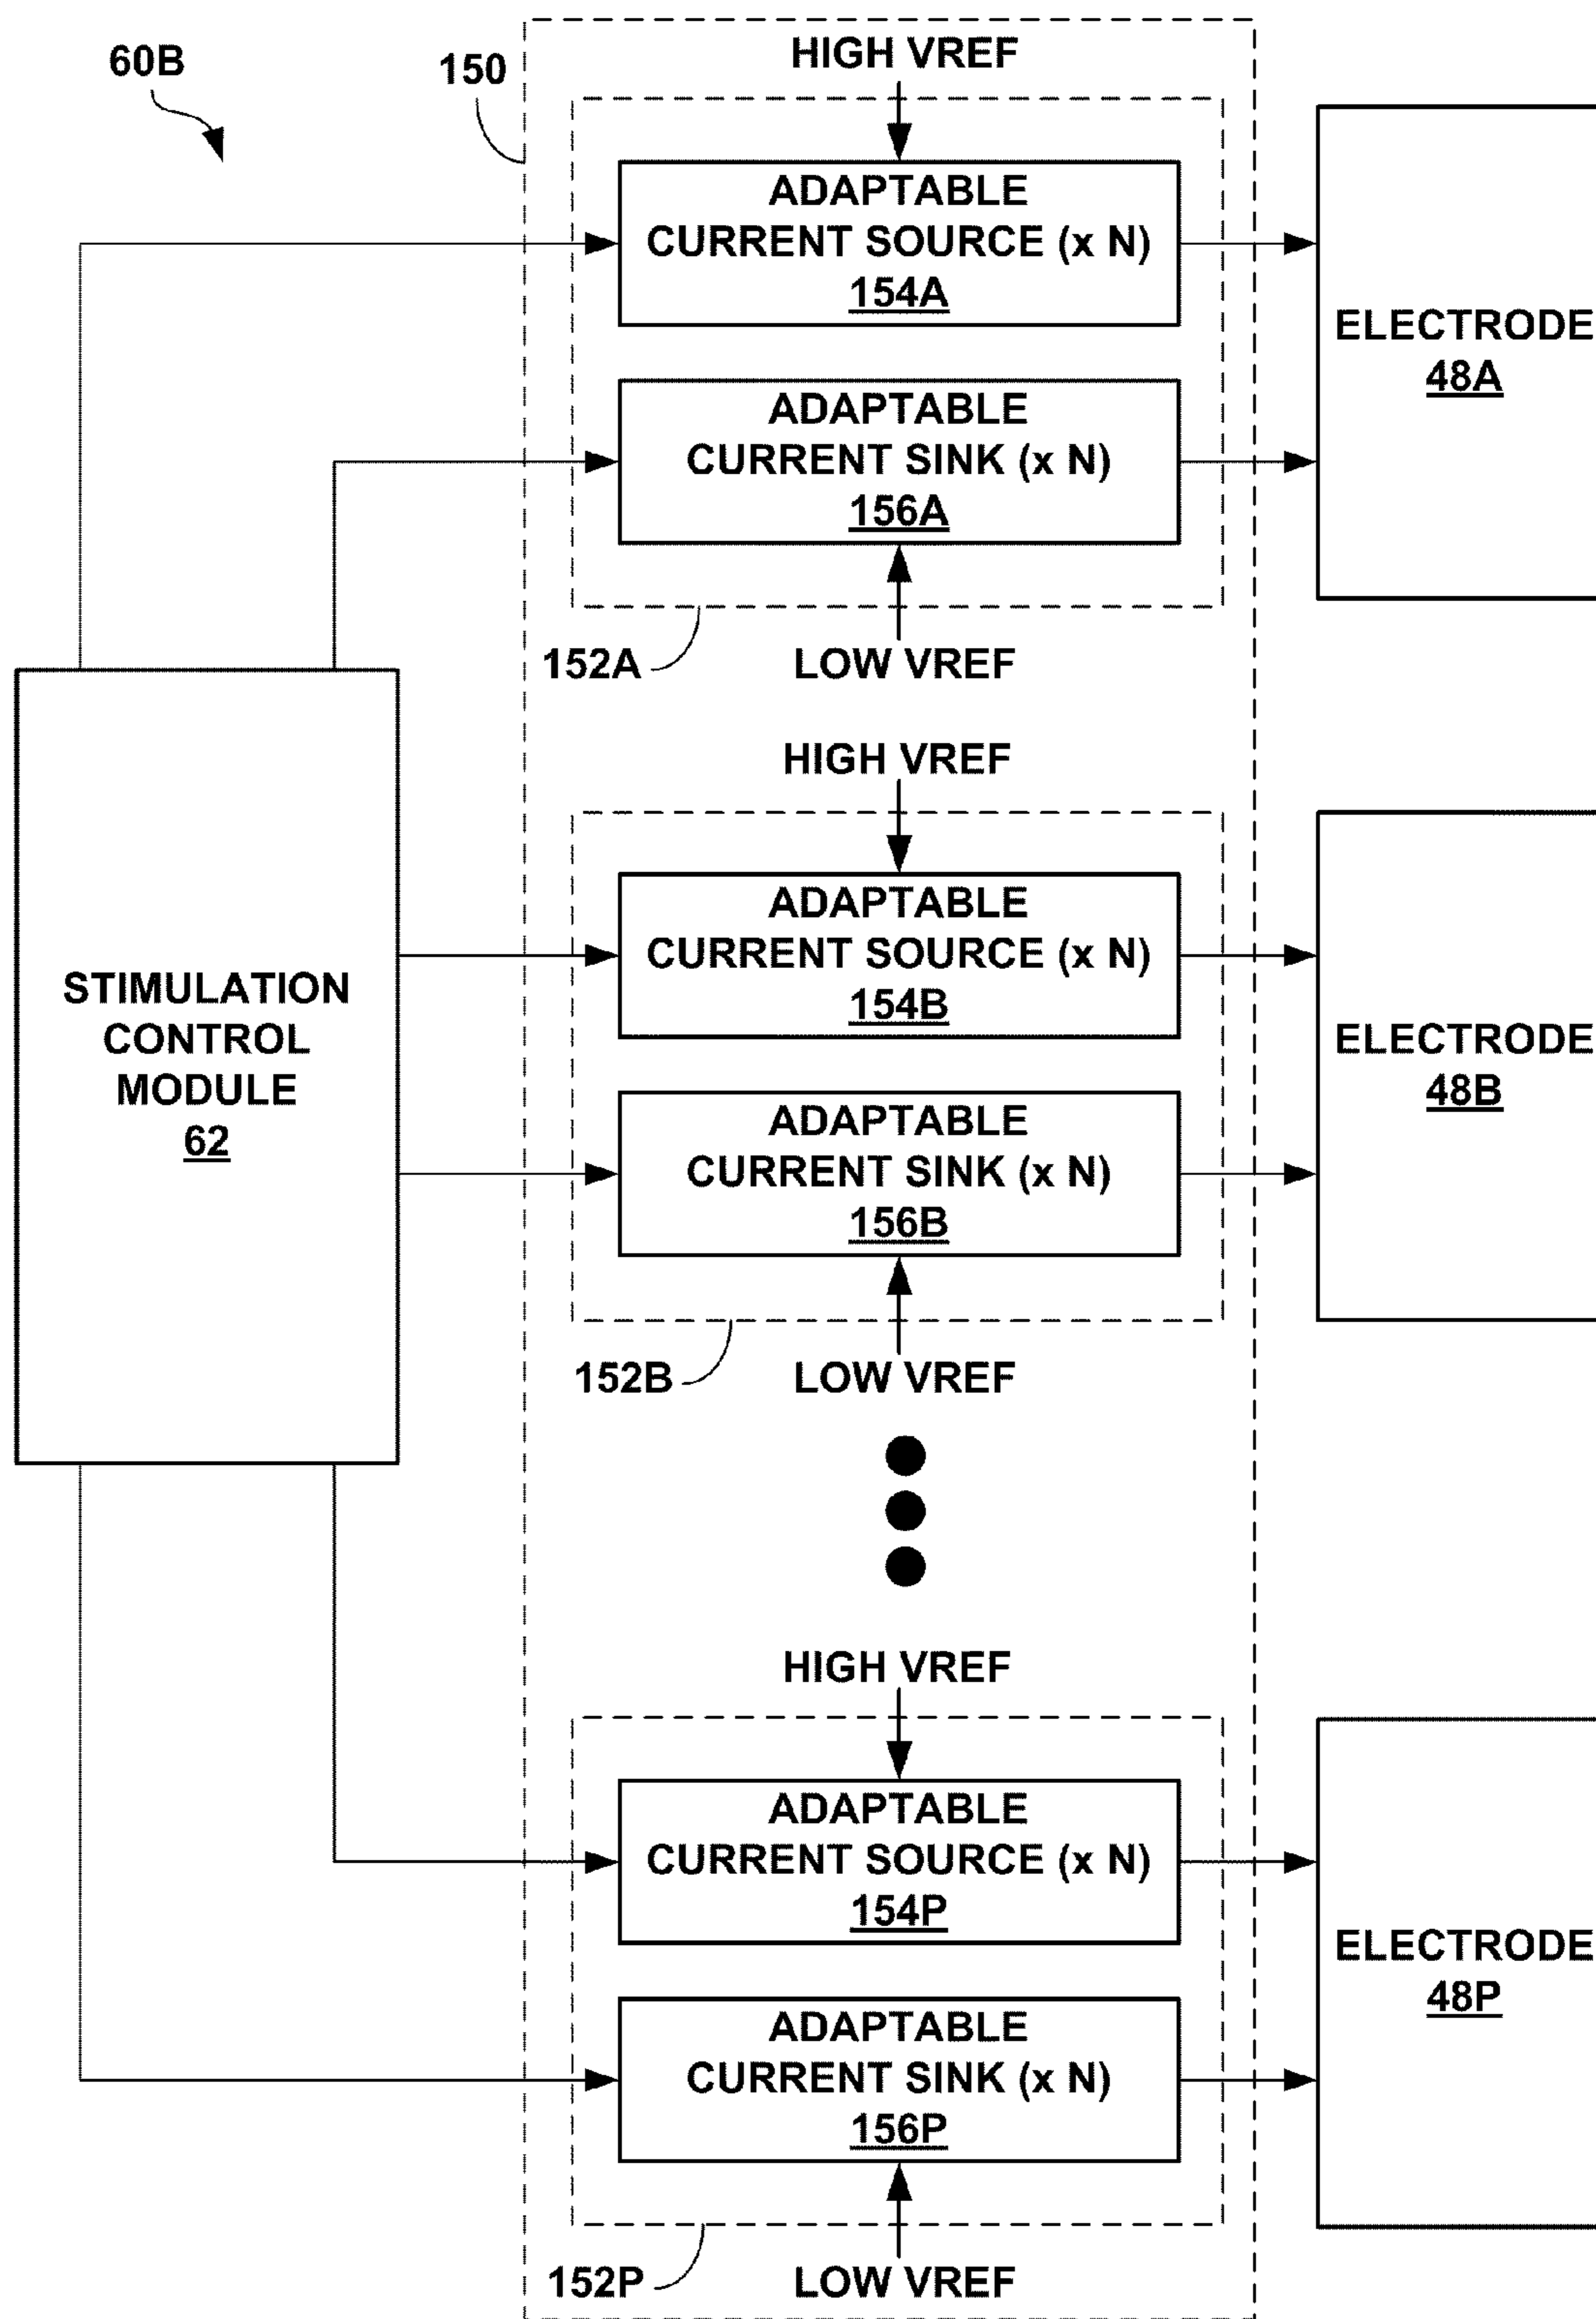 60B
150
HIGH VREF
ADAPTABLE
CURRENT SOURCE (x N)
154A
ADAPTABLE
CURRENT SINK (x N)
156A
152A
LOW VREF
ELECTRODE
48A
HIGH VREF
ADAPTABLE
CURRENT SOURCE (x N)
154B
ADAPTABLE
CURRENT SINK (x N)
156B
152B
LOW VREF
ELECTRODE
48B
STIMULATION
CONTROL
MODULE
62
HIGH VREF
ADAPTABLE
CURRENT SOURCE (x N)
154P
ADAPTABLE
CURRENT SINK (x N)
156P
152P
LOW VREF
ELECTRODE
48P